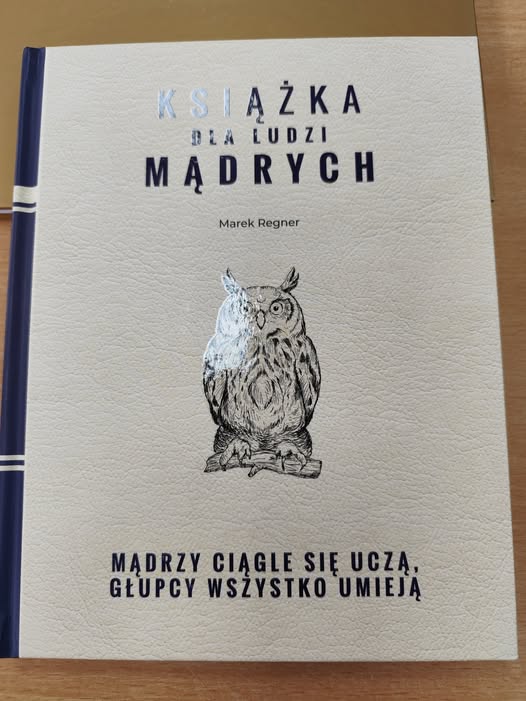 KSIĄŻKA
DLA LUDZI
MĄDRYCH
Marek Regner
MĄDRZY CIĄGLE SIĘ UCZĄ,
GŁUPCY WSZYSTKO UMIEJĄ